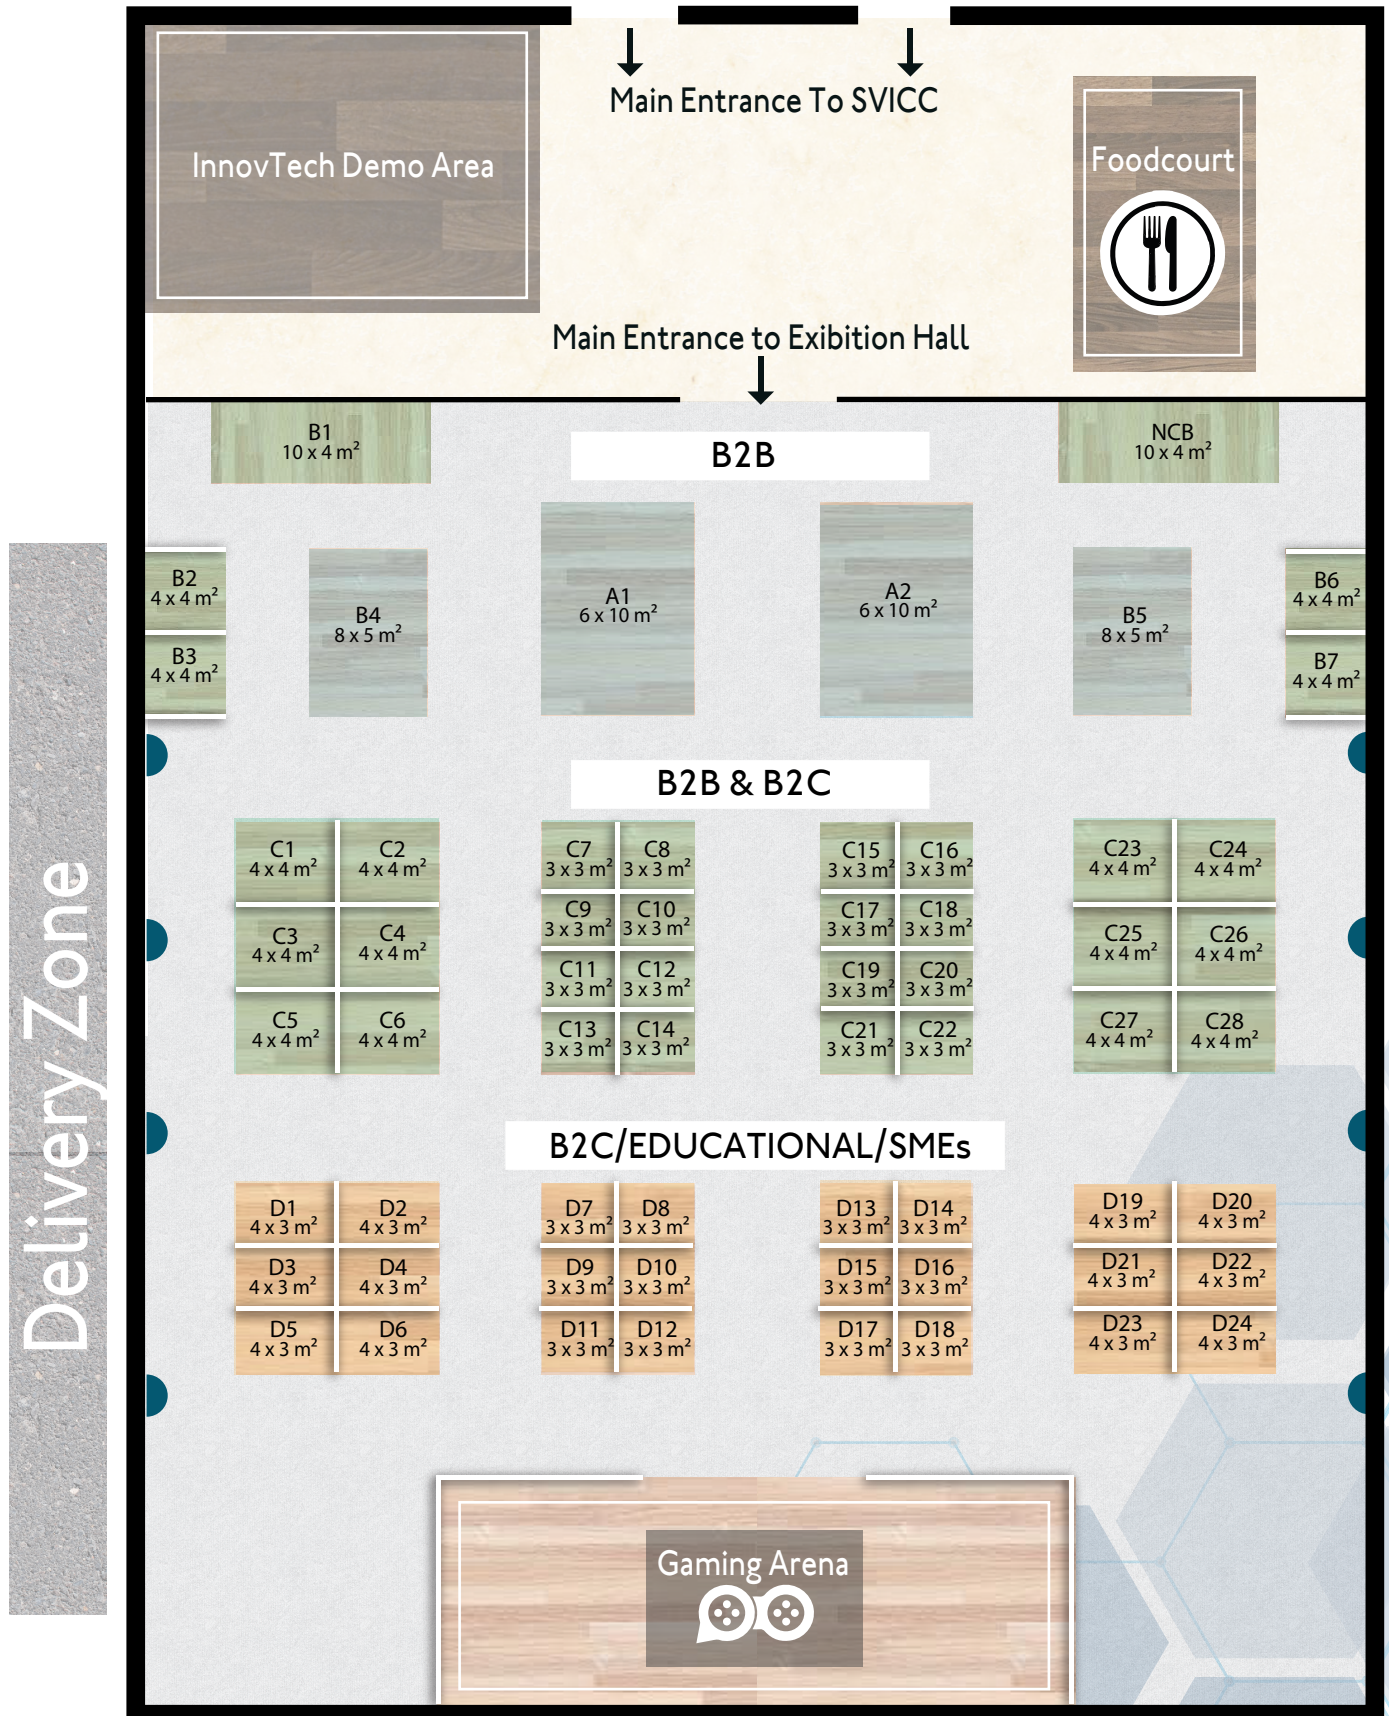 Main Entrance To SVICC
InnovTech Demo Area
Foodcourt
Main Entrance to Exibition Hall
B1
10 x 4 m²
B2B
NCB
10 x 4 m²
B2
4 x 4 m²
B3
4 x 4 m²
B4
8 x 5 m²
A1
6 x 10 m²
A2
6 x 10 m²
B5
8 x 5 m²
B6
4 x 4 m²
B7
4 x 4 m²
Delivery Zone
B2B & B2C
C1
4 x 4 m²
C2
4 x 4 m²
C3
4 x 4 m²
C4
4 x 4 m²
C5
4 x 4 m²
C6
4 x 4 m²
C7
3 x 3 m²
C8
3 x 3 m²
C9
3 x 3 m²
C10
3 x 3 m²
C11
3 x 3 m²
C12
3 x 3 m²
C13
3 x 3 m²
C14
3 x 3 m²
C15
3 x 3 m²
C16
3 x 3 m²
C17
3 x 3 m²
C18
3 x 3 m²
C19
3 x 3 m²
C20
3 x 3 m²
C21
3 x 3 m²
C22
3 x 3 m²
C23
4 x 4 m²
C24
4 x 4 m²
C25
4 x 4 m²
C26
4 x 4 m²
C27
4 x 4 m²
C28
4 x 4 m²
B2C/EDUCATIONAL/SMEs
D1
4 x 3 m²
D2
4 x 3 m²
D3
4 x 3 m²
D4
4 x 3 m²
D5
4 x 3 m²
D6
4 x 3 m²
D7
3 x 3 m²
D8
3 x 3 m²
D9
3 x 3 m²
D10
3 x 3 m²
D11
3 x 3 m²
D12
3 x 3 m²
D13
3 x 3 m²
D14
3 x 3 m²
D15
3 x 3 m²
D16
3 x 3 m²
D17
3 x 3 m²
D18
3 x 3 m²
D19
4 x 3 m²
D20
4 x 3 m²
D21
4 x 3 m²
D22
4 x 3 m²
D23
4 x 3 m²
D24
4 x 3 m²
Gaming Arena